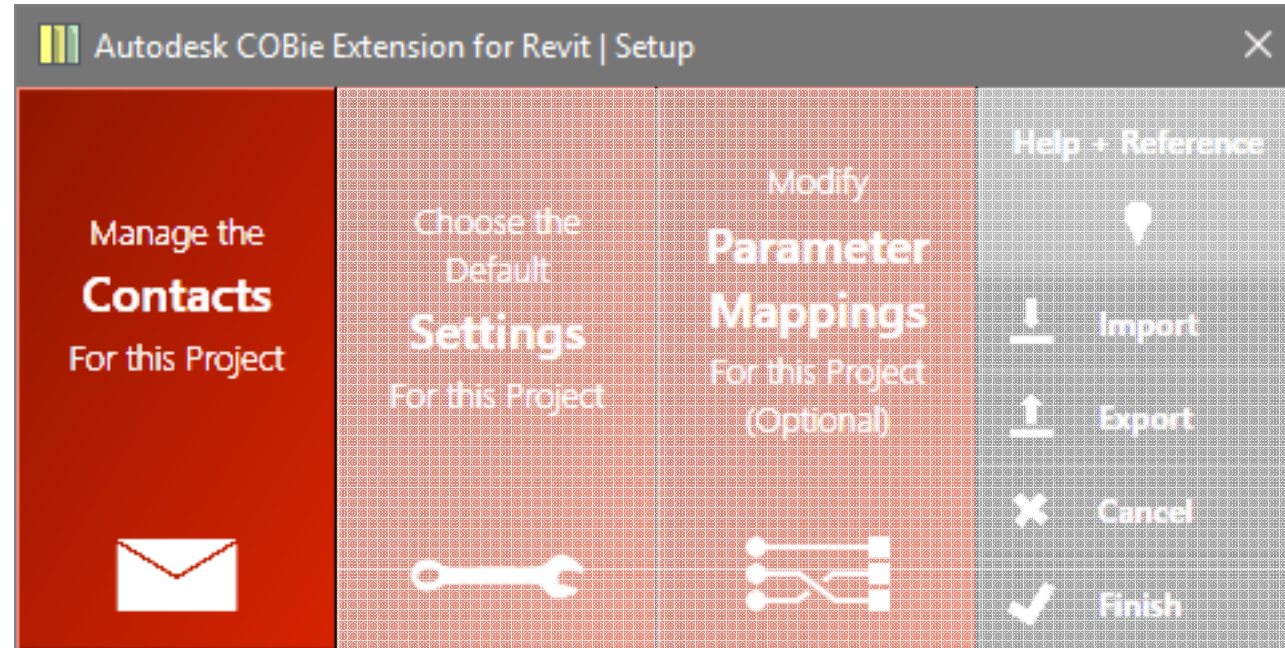 Autodesk COBie Extension for Revit | Setup
Manage the
Contacts
For this Project
Choose the
Default
Settings
For this Project
Modify
Parameter
Mappings
For this Project
(Optional)
Help + Reference
Import
Export
Cancel
Finish